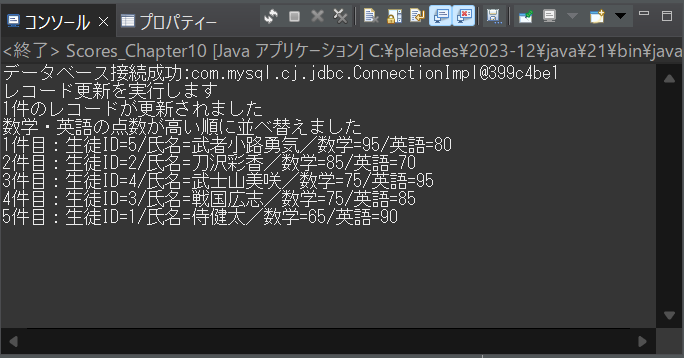 コンソール × プロパティー
<終了> Scores_Chapter10 [Java アプリケーション] C:¥pleiades¥2023-12¥java¥21¥bin¥java
データベース接続成功:com.mysql.cj.jdbc.ConnectionImpl@399c4be1
レコード更新を実行します
1件のレコードが更新されました
数学・英語の点数が高い順に並べ替えました
1件目：生徒ID=5/氏名=武者小路勇気／数学=95/英語=80
2件目：生徒ID=2/氏名=刀沢彩香／数学=85/英語=70
3件目：生徒ID=4/氏名=武士山美咲／数学=75/英語=95
4件目：生徒ID=3/氏名=戦国広志／数学=75/英語=85
5件目：生徒ID=1/氏名=侍健太／数学=65/英語=90